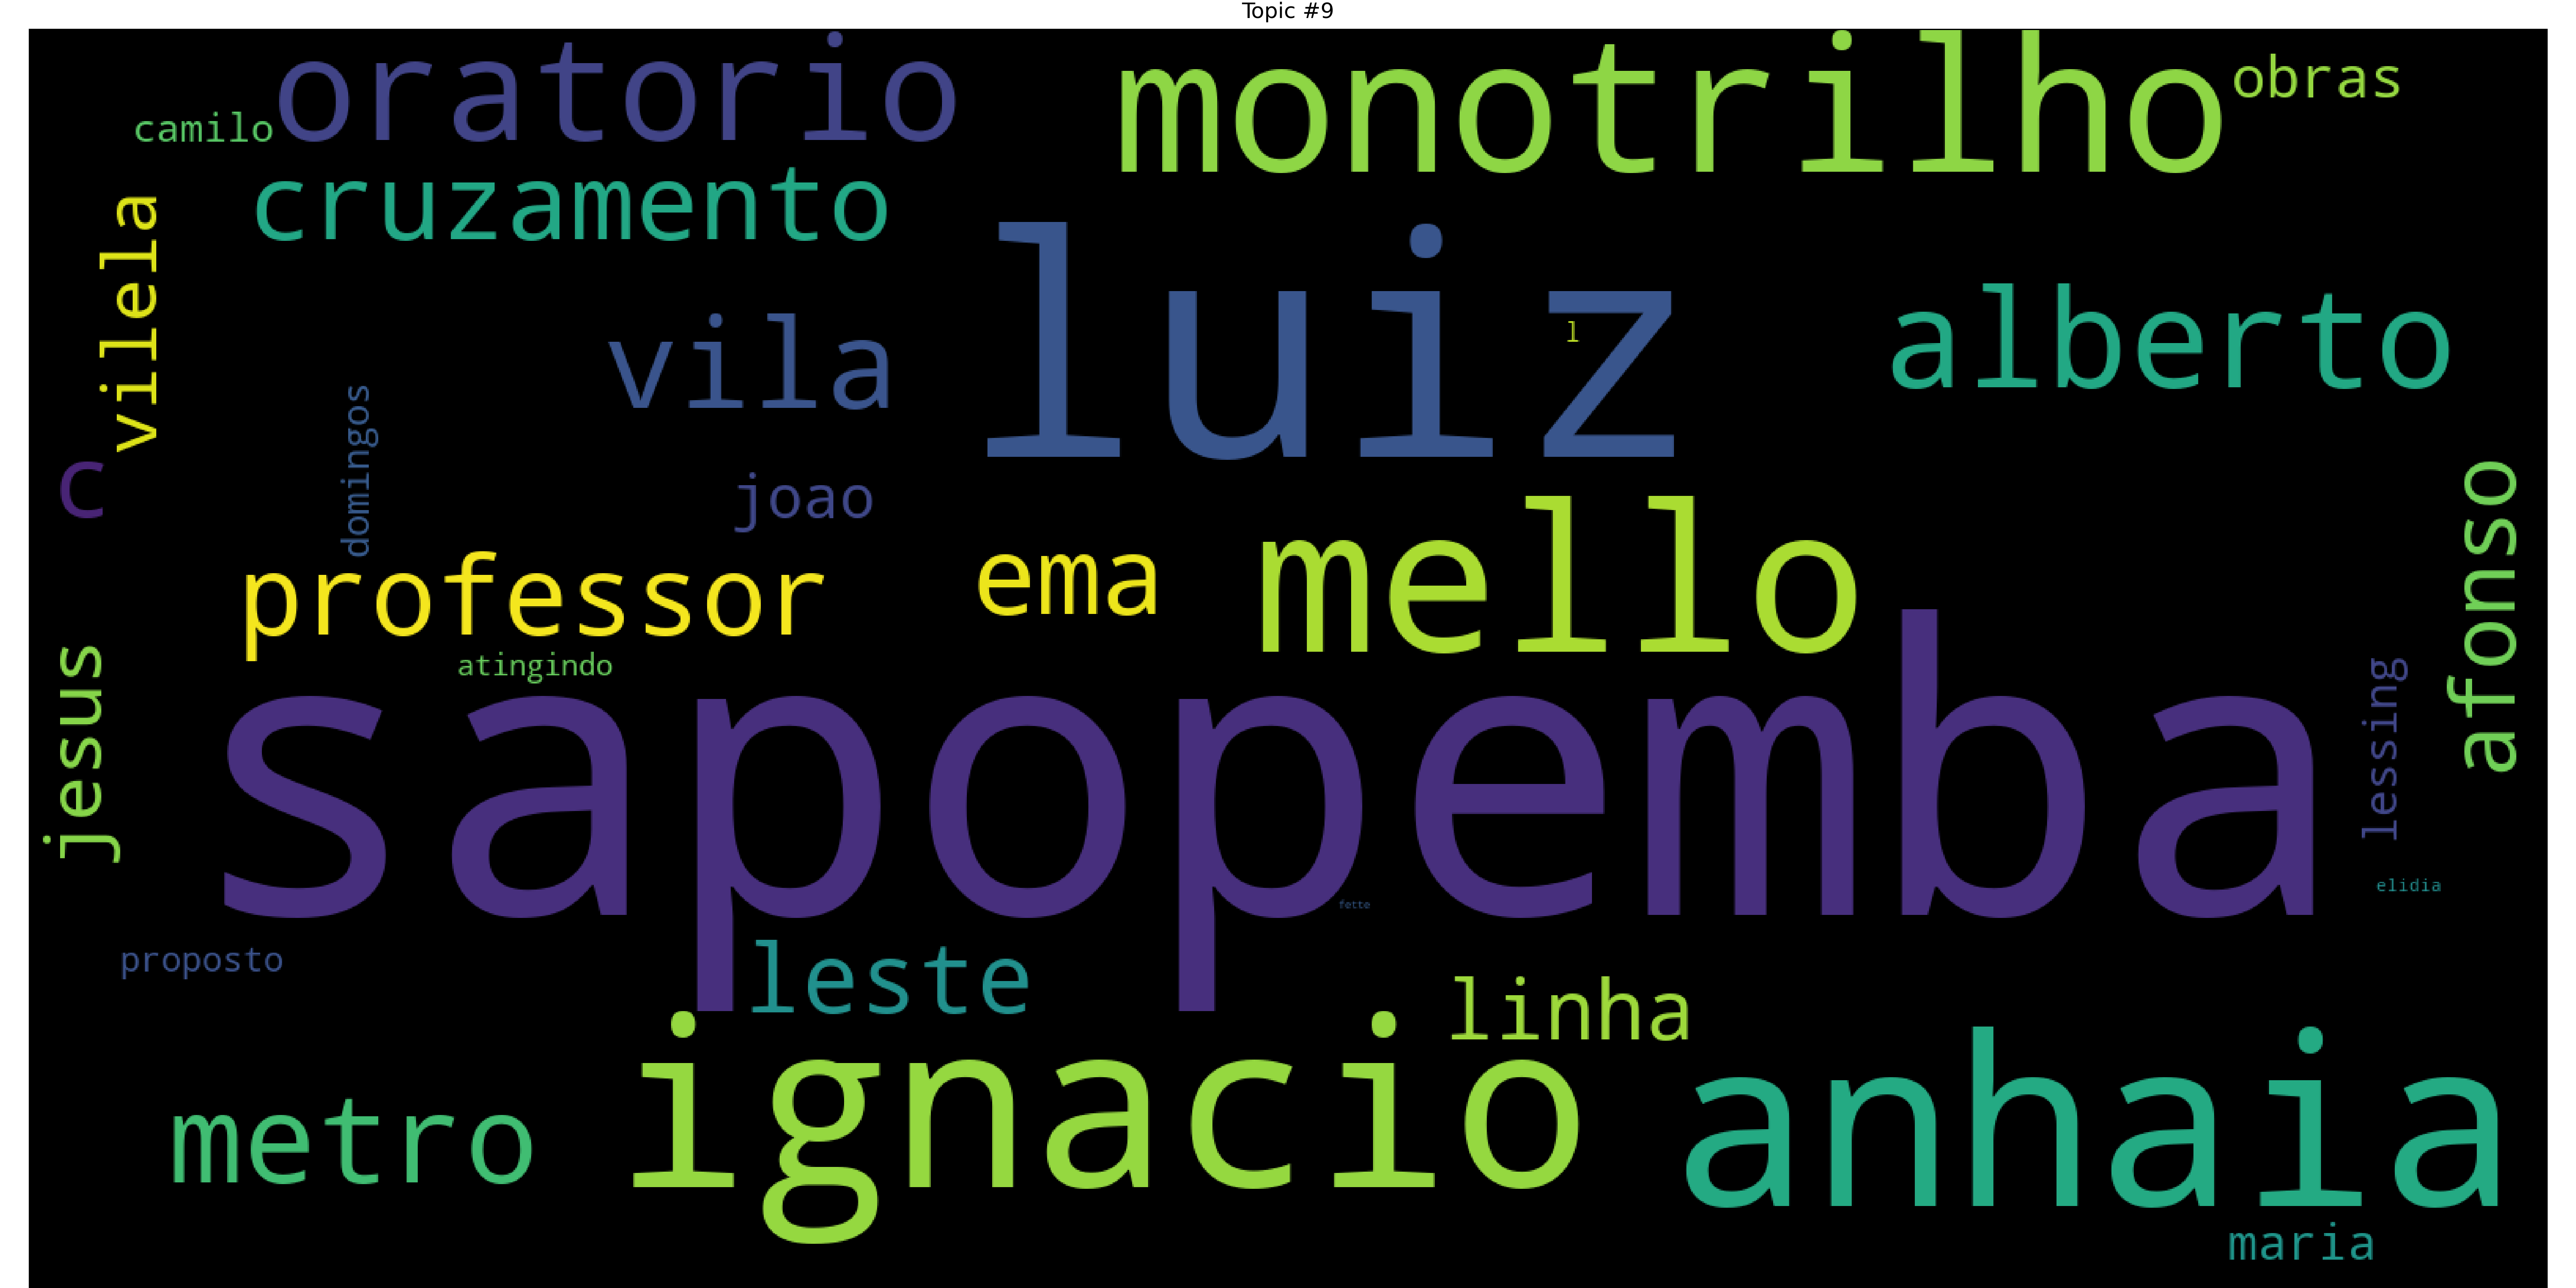 Topic #9
oratorio
monotrilho
obras
camilo
cruzamento
vilela
luiz
l
alberto
vila
domingos
c
joao
afonso
mello
professor
ema
atingindo
jesus
sapopemba
lessing
elidia
fette
proposto
leste
linha
ignacio
anhaia
metro
maria